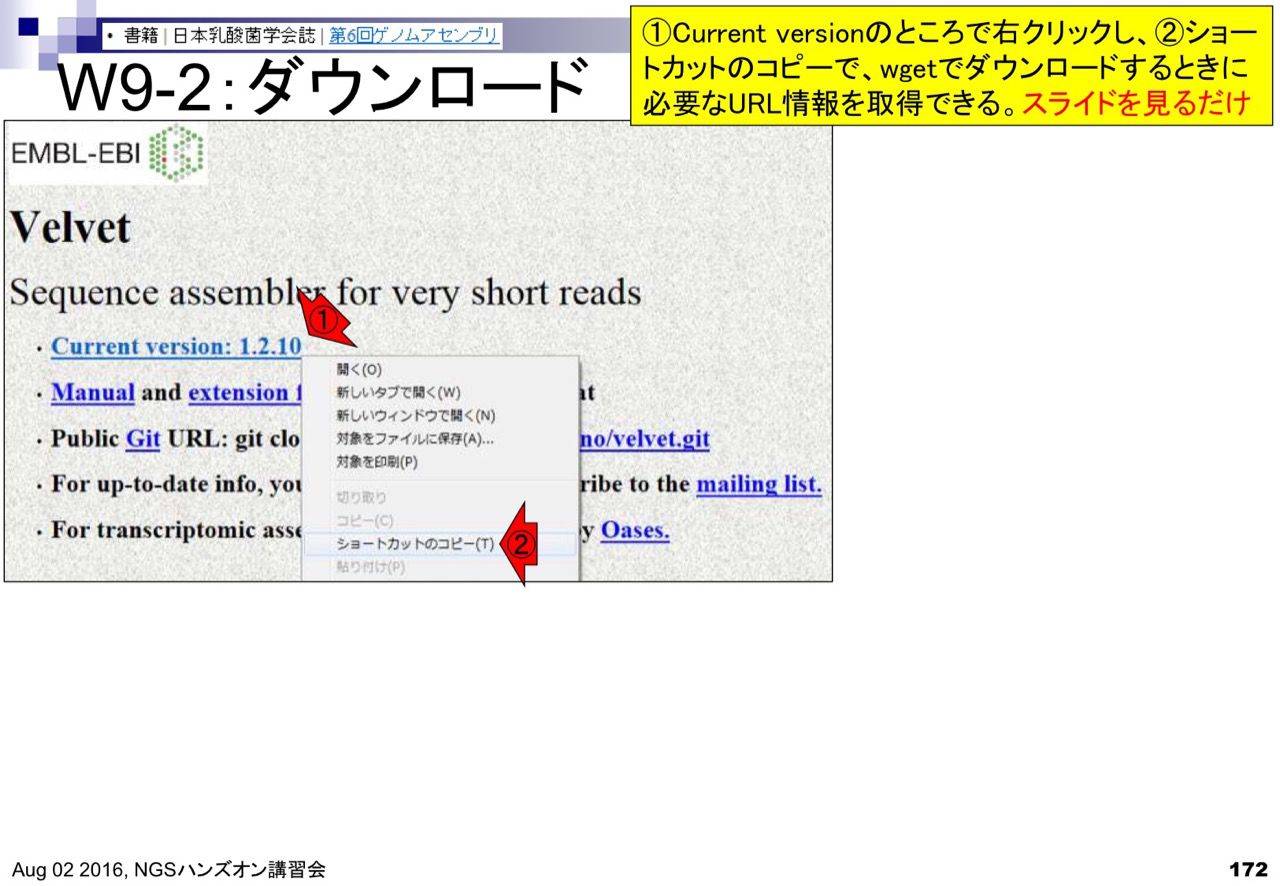 ・ 書籍 | 日本乳酸菌学会誌 | 第6回ゲノムアセンブリ
W9-2:ダウンロード
①Current versionのところで右クリックし、②ショー
トカットのコピーで、wgetでダウンロードするときに
必要なURL情報を取得できる。スライドを見るだけ
EMBL-EBI
Velvet
Sequence assembler for very short reads
①
・Current version: 1.2.10
・Manual and extension
・Public Git URL: git clo no/velvet.git
・For up-to-date info, you ribe to the mailing list.
・For transcriptomic asse y Oases.
開く(O)
新しいタブで開く(W)
新しいウィンドウで開く(N)
対象をファイルに保存(A)...
対象を印刷(P)
切り取り
コピー(C)
ショートカットのコピー(T) ②
貼り付け(P)
Aug 02 2016, NGSハンズオン講習会
172